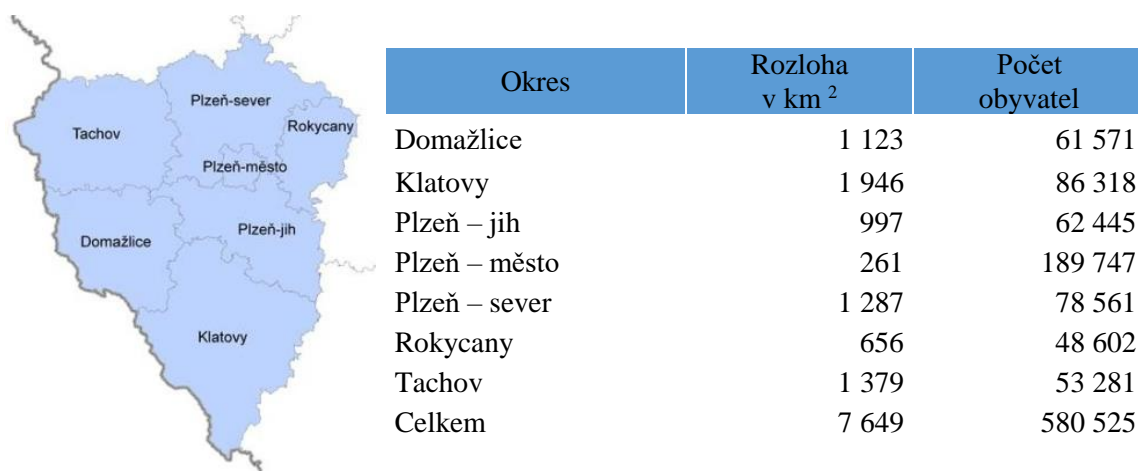 Plzeň-sever
Rokycany
Tachov
Plzeň-město
Plzeň-jih
Domažlice
Klatovy
Okres Rozloha v km ² Počet obyvatel
Domažlice 1 123 61 571
Klatovy 1 946 86 318
Plzeň – jih 997 62 445
Plzeň – město 261 189 747
Plzeň – sever 1 287 78 561
Rokycany 656 48 602
Tachov 1 379 53 281
Celkem 7 649 580 525